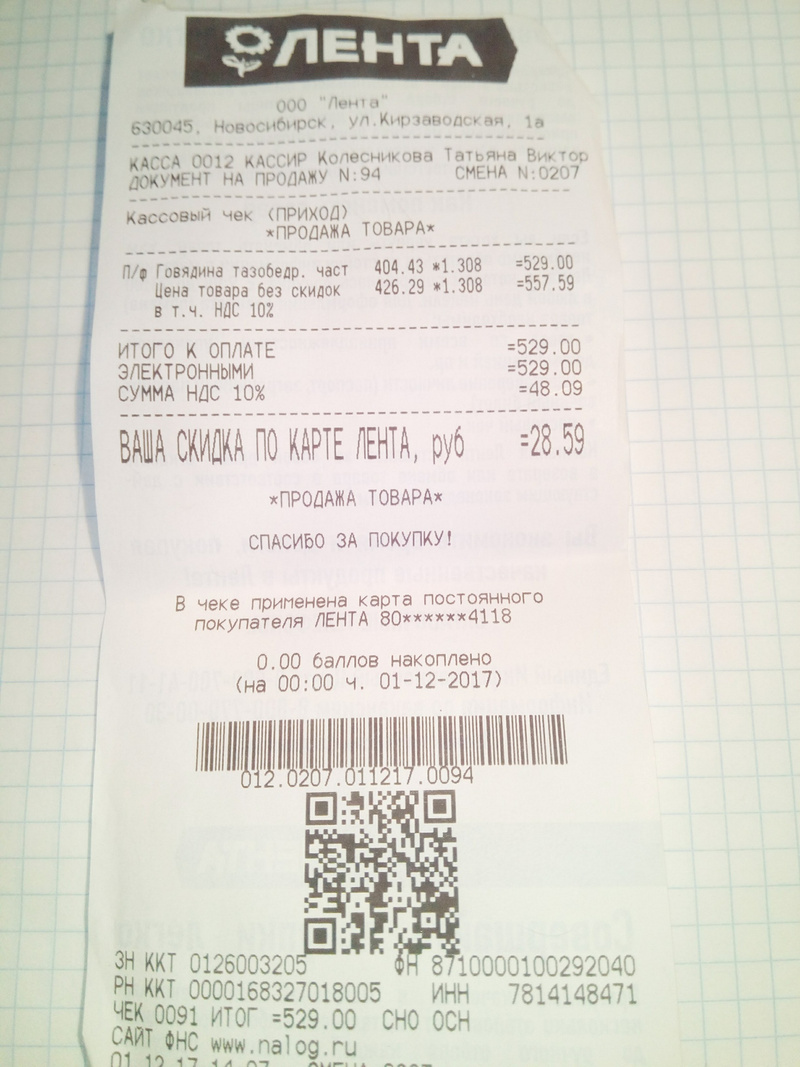 ЛЕНТА
ООО "Лента"
630045, Новосибирск, ул.Кирзаводская, 1а
КАССА 0012 КАССИР Колесникова Татьяна Виктор
ДОКУМЕНТ НА ПРОДАЖУ N:94 СМЕНА N:0207
Кассовый чек (ПРИХОД)
*ПРОДАЖА ТОВАРА*
П/ф Говядина тазобедр. част 404.43 *1.308 =529.00
Цена товара без скидок 426.29 *1.308 =557.59
в т.ч. НДС 10%
ИТОГО К ОПЛАТЕ =529.00
ЭЛЕКТРОННЫМИ =529.00
СУММА НДС 10% =48.09
ВАША СКИДКА ПО КАРТЕ ЛЕНТА, руб =28.59
*ПРОДАЖА ТОВАРА*
СПАСИБО ЗА ПОКУПКУ!
В чеке применена карта постоянного
покупателя ЛЕНТА 80******4118
0.00 баллов накоплено
(на 00:00 ч. 01-12-2017)
012.0207.011217.0094
ЗН ККТ 0126003205 ФН 8710000100292040
РН ККТ 0000168327018005 ИНН 7814148471
ЧЕК 0091 ИТОГ =529.00 СНО ОСН
САЙТ ФНС www.nalog.ru